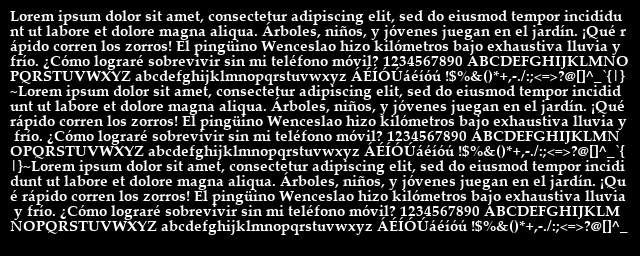 Lorem ipsum dolor sit amet, consectetur adipiscing elit, sed do eiusmod tempor incididu
nt ut labore et dolore magna aliqua. Árboles, niños, y jóvenes juegan en el jardín. ¡Qué r
ápido corren los zorros! El pingüino Wenceslao hizo kilómetros bajo exhaustiva lluvia y
frío. ¿Cómo lograré sobrevivir sin mi teléfono móvil? 1234567890 ABCDEFGHIJKLMNO
PQRSTUVWXYZ abcdefghijklmnopqrstuvwxyz ÁÉÍÓÚáéíóú !$%&()*+,-./:;<=>?@[]^_`{|}
~Lorem ipsum dolor sit amet, consectetur adipiscing elit, sed do eiusmod tempor incidid
unt ut labore et dolore magna aliqua. Árboles, niños, y jóvenes juegan en el jardín. ¡Qué
rápido corren los zorros! El pingüino Wenceslao hizo kilómetros bajo exhaustiva lluvia y
frío. ¿Cómo lograré sobrevivir sin mi teléfono móvil? 1234567890 ABCDEFGHIJKLMN
OPQRSTUVWXYZ abcdefghijklmnopqrstuvwxyz ÁÉÍÓÚáéíóú !$%&()*+,-./:;<=>?@[]^_`{
|}~Lorem ipsum dolor sit amet, consectetur adipiscing elit, sed do eiusmod tempor incidi
dunt ut labore et dolore magna aliqua. Árboles, niños, y jóvenes juegan en el jardín. ¡Qu
é rápido corren los zorros! El pingüino Wenceslao hizo kilómetros bajo exhaustiva lluvia
y frío. ¿Cómo lograré sobrevivir sin mi teléfono móvil? 1234567890 ABCDEFGHIJKLM
NOPQRSTUVWXYZ abcdefghijklmnopqrstuvwxyz ÁÉÍÓÚáéíóú !$%&()*+,-./:;<=>?@[]^_